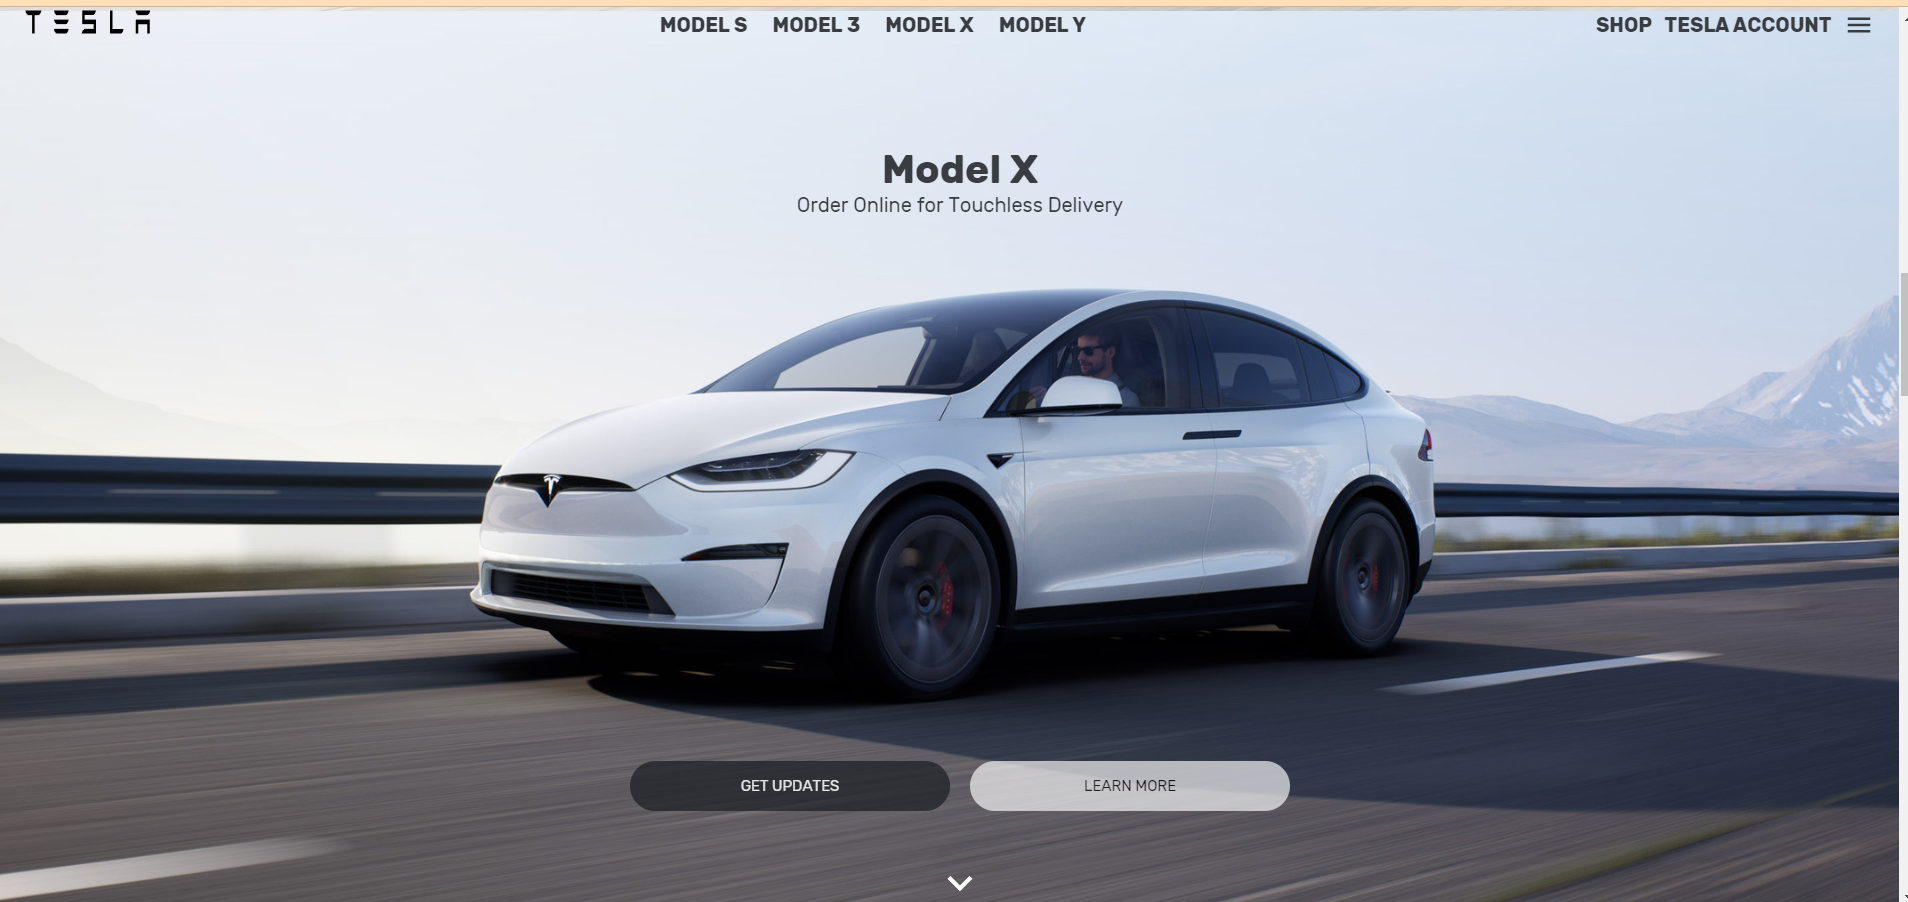 TESLA
MODEL S MODEL 3 MODEL X MODEL Y
SHOP TESLA ACCOUNT
Model X
Order Online for Touchless Delivery
GET UPDATES
LEARN MORE